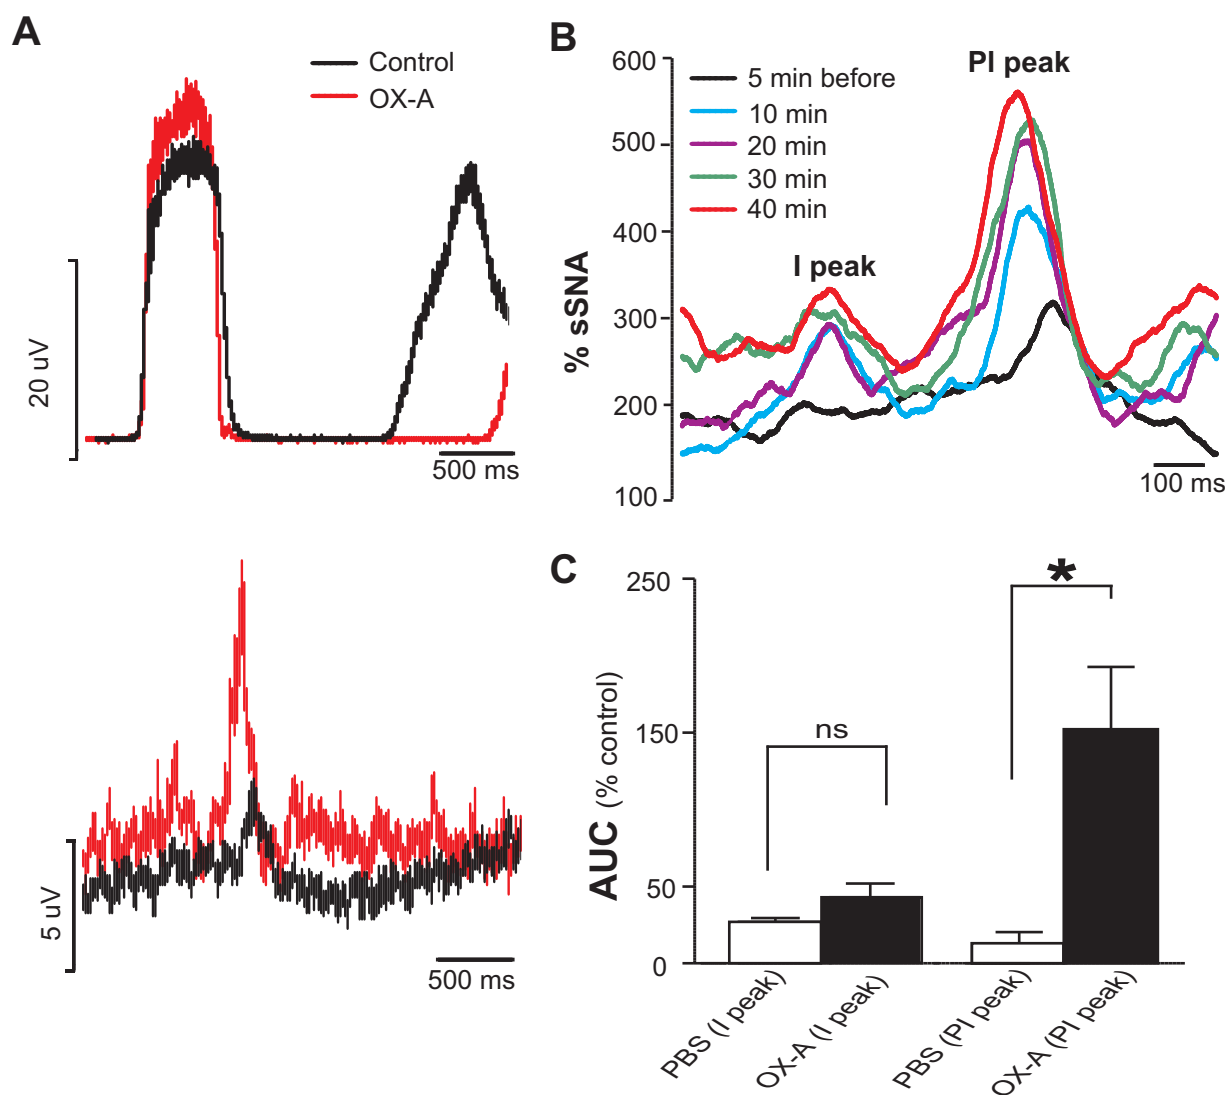 A
Control
OX-A
20 uV
500 ms
5 uV
500 ms
B
PI peak
I peak
5 min before
10 min
20 min
30 min
40 min
600
500
400
300
200
100
% sSNA
100 ms
C
250
150
50
0
AUC (% control)
ns
*
PBS (I peak)
OX-A (I peak)
PBS (PI peak)
OX-A (PI peak)